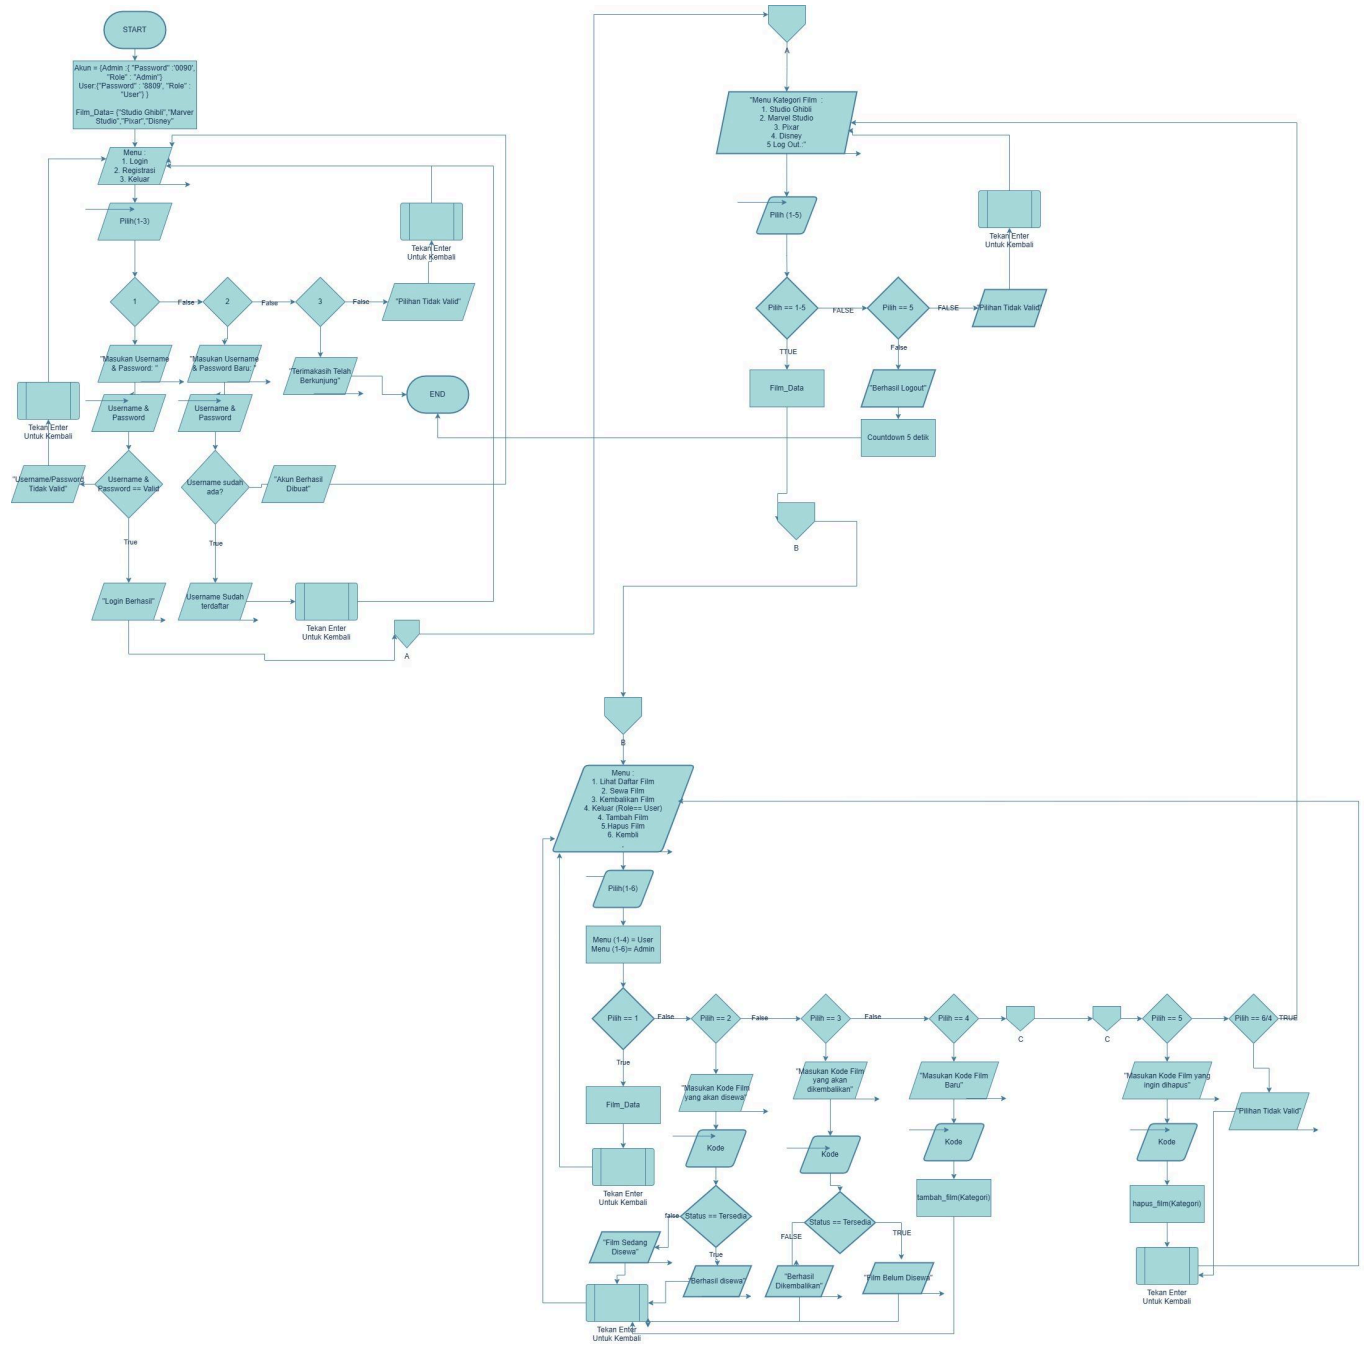 START
Akun = {Admin :{ "Password" :'0090',
"Role" : "Admin"}
User:{"Password" : '8809', "Role" :
"User"} }
Film_Data= {"Studio Ghibli","Marver
Studio","Pixar","Disney"
Menu :
1. Login
2. Registrasi
3. Keluar
Pilih(1-3)
1
False
2
False
3
False
"Pilihan Tidak Valid"
Tekan Enter
Untuk Kembali
"Masukan Username
& Password: "
"Masukan Username
& Password Baru: "
"Terimakasih Telah
Berkunjung"
END
Username &
Password
Username &
Password
Tekan Enter
Untuk Kembali
"Username/Password
Tidak Valid"
Username &
Password == Valid
Username sudah
ada?
"Akun Berhasil
Dibuat"
True
True
"Login Berhasil"
Username Sudah
terdaftar
Tekan Enter
Untuk Kembali
A
A
"Menu Kategori Film :
1. Studio Ghibli
2. Marvel Studio
3. Pixar
4. Disney
5 Log Out.:"
Pilih (1-5)
Pilih == 1-5
FALSE
Pilih == 5
FALSE
"Pilihan Tidak Valid"
Tekan Enter
Untuk Kembali
TTUE
False
Film_Data
"Berhasil Logout"
Countdown 5 detik
B
B
Menu :
1. Lihat Daftar Film
2. Sewa Film
3. Kembalikan Film
4. Keluar (Role== User)
4. Tambah Film
5.Hapus Film
6. Kembli
Pilih(1-6)
Menu (1-4) = User
Menu (1-6)= Admin
Pilih == 1
False
Pilih == 2
False
Pilih == 3
False
Pilih == 4
C
C
Pilih == 5
Pilih == 6/4
TRUE
True
Film_Data
Tekan Enter
Untuk Kembali
"Masukan Kode Film
yang akan disewa"
Kode
Status == Tersedia
false
True
"Film Sedang
Disewa"
"Berhasil disewa"
Tekan Enter
Untuk Kembali
"Masukan Kode Film
yang akan
dikembalikan"
Kode
Status == Tersedia
FALSE
TRUE
"Berhasil
Dikembalikan"
"Film Belum Disewa"
"Masukan Kode Film
Baru"
Kode
tambah_film(Kategori)
"Masukan Kode Film yang
ingin dihapus"
Kode
hapus_film(Kategori)
Tekan Enter
Untuk Kembali
"Pilihan Tidak Valid"